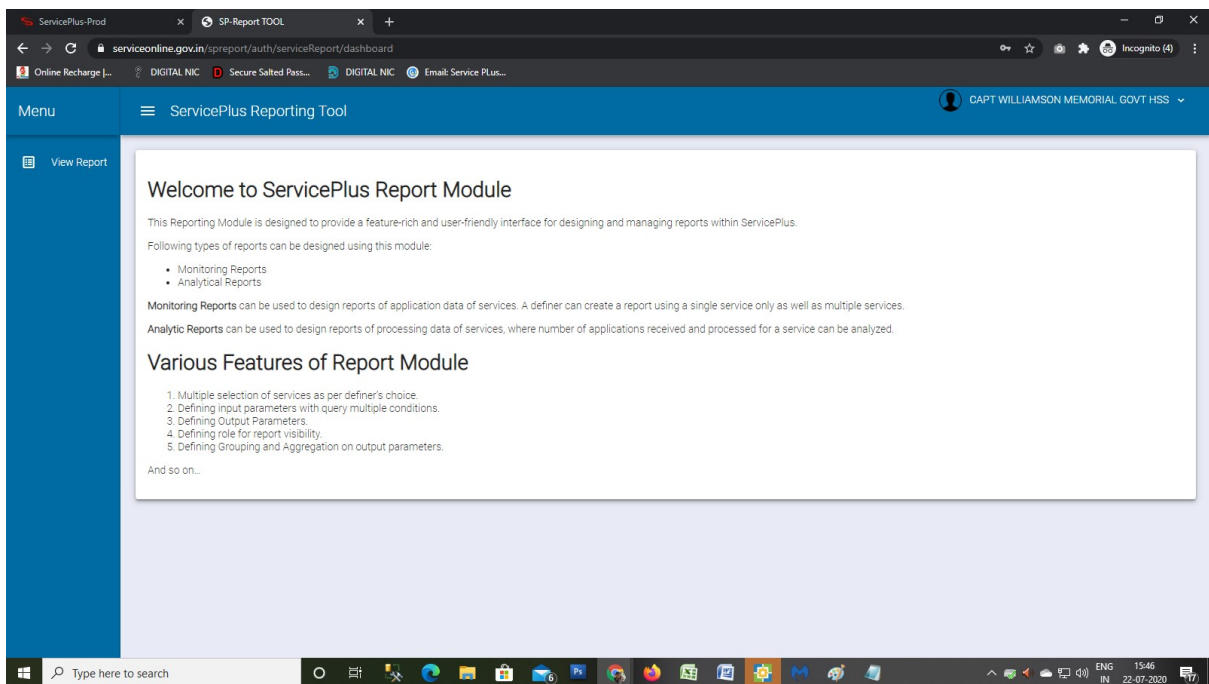 ServicePlus-Prod
SP-Report TOOL
serviceonline.gov.in/spreport/auth/serviceReport/dashboard
Incognito (4)
Online Recharge |...
DIGITAL NIC
Secure Salted Pass...
DIGITAL NIC
Email: Service PLus...
Menu
ServicePlus Reporting Tool
CAPT WILLIAMSON MEMORIAL GOVT HSS
View Report
Welcome to ServicePlus Report Module
This Reporting Module is designed to provide a feature-rich and user-friendly interface for designing and managing reports within ServicePlus.
Following types of reports can be designed using this module:
• Monitoring Reports
• Analytical Reports
Monitoring Reports can be used to design reports of application data of services. A definer can create a report using a single service only as well as multiple services.
Analytic Reports can be used to design reports of processing data of services, where number of applications received and processed for a service can be analyzed.
Various Features of Report Module
1. Multiple selection of services as per definer's choice.
2. Defining input parameters with query multiple conditions.
3. Defining Output Parameters.
4. Defining role for report visibility.
5. Defining Grouping and Aggregation on output parameters.
And so on...
Type here to search
6
Ps
ENG
IN
15:46
22-07-2020
17